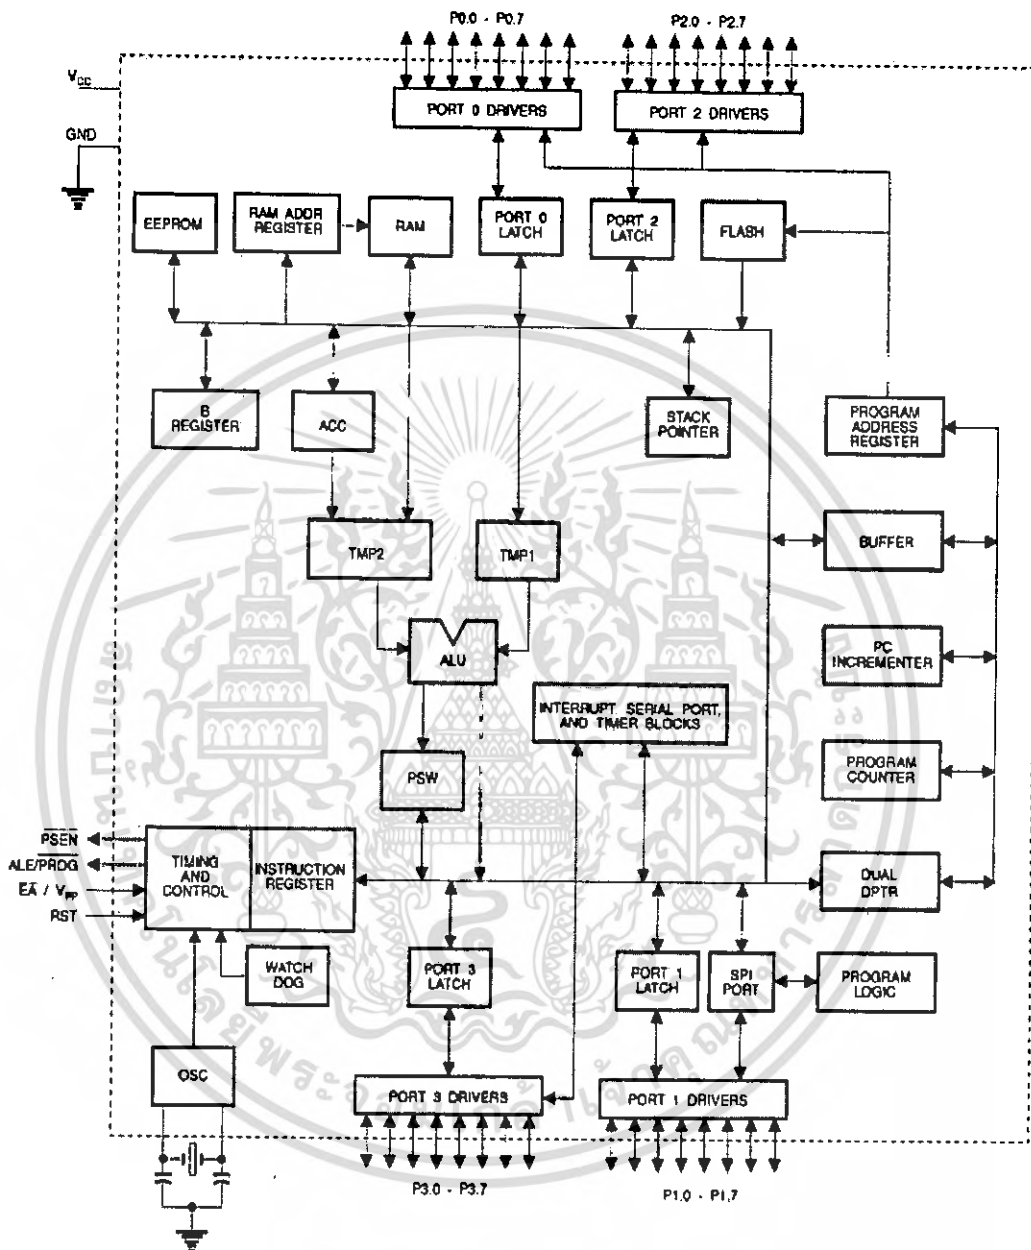 P0.0 - P0.7
P2.0 - P2.7
V_CC
PORT 0 DRIVERS
PORT 2 DRIVERS
GND
EEPROM
RAM ADDR
REGISTER
RAM
PORT 0
LATCH
PORT 2
LATCH
FLASH
B
REGISTER
ACC
STACK
POINTER
PROGRAM
ADDRESS
REGISTER
TMP2
TMP1
BUFFER
ALU
PC
INCREMENTER
INTERRUPT, SERIAL PORT,
AND TIMER BLOCKS
PSW
PROGRAM
COUNTER
PSEN
ALE/PROG
EA / V_PP
RST
TIMING
AND
CONTROL
INSTRUCTION
REGISTER
DUAL
DPTR
WATCH
DOG
PORT 3
LATCH
PORT 1
LATCH
SPI
PORT
PROGRAM
LOGIC
OSC
PORT 3 DRIVERS
PORT 1 DRIVERS
P3.0 - P3.7
P1.0 - P1.7